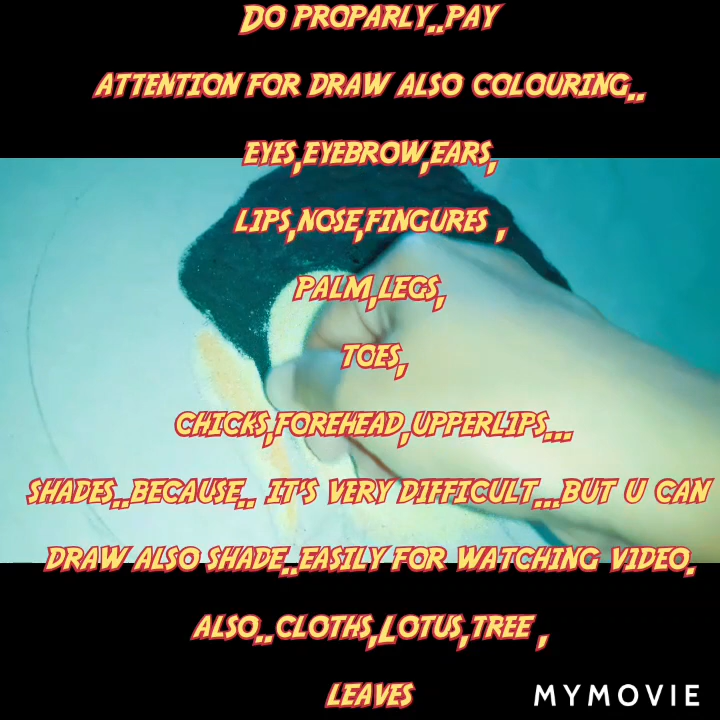 Do proparly..pay
attention for draw also colouring..
eyes,eyebrow,ears,
lips,nose,fingures ,
palm,legs,
toes,
chicks,forehead,upperlips...
shades..because.. it's very difficult...but u can
draw also shade..easily for watching video.
also..cloths,Lotus,tree ,
leaves
MYMOVIE